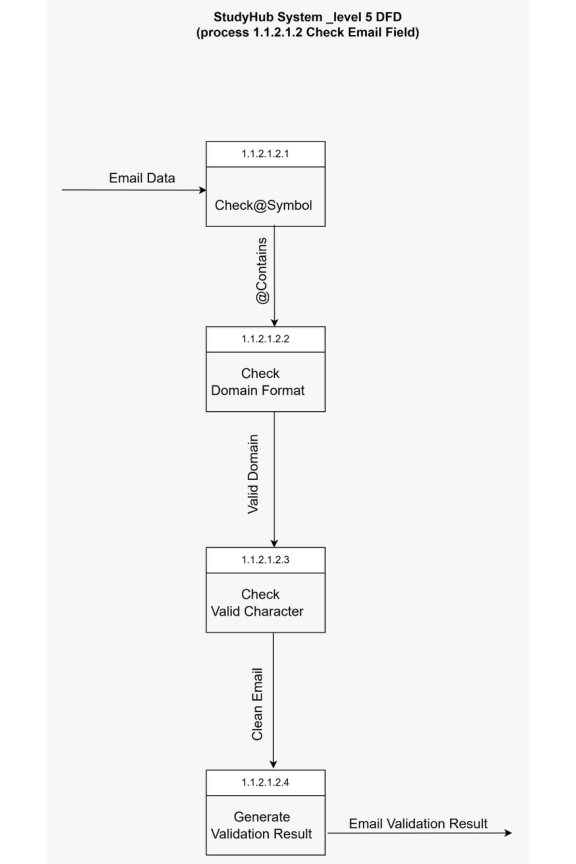 StudyHub System _level 5 DFD
(process 1.1.2.1.2 Check Email Field)
1.1.2.1.2.1
Email Data
Check@Symbol
@Contains
1.1.2.1.2.2
Check
Domain Format
Valid Domain
1.1.2.1.2.3
Check
Valid Character
Clean Email
1.1.2.1.2.4
Generate
Validation Result
Email Validation Result